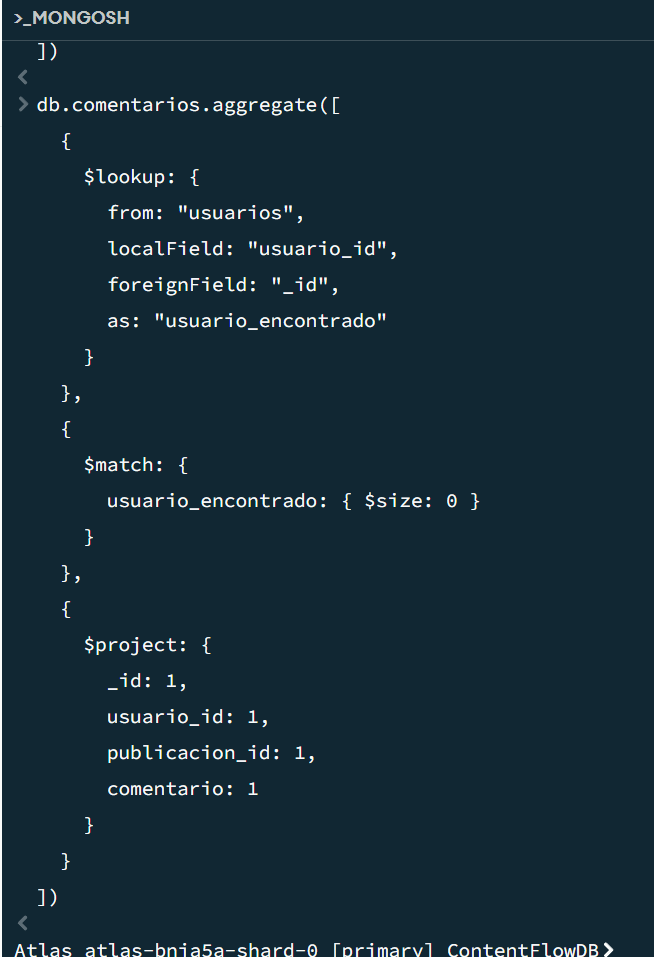 >_MONGOSH
])
db.comentarios.aggregate([
{
$lookup: {
from: "usuarios",
localField: "usuario_id",
foreignField: "_id",
as: "usuario_encontrado"
}
},
{
$match: {
usuario_encontrado: { $size: 0 }
}
},
{
$project: {
_id: 1,
usuario_id: 1,
publicacion_id: 1,
comentario: 1
}
}
])
Atlas atlas-bnja5a-shard-0 [primary] ContentFlowDB>